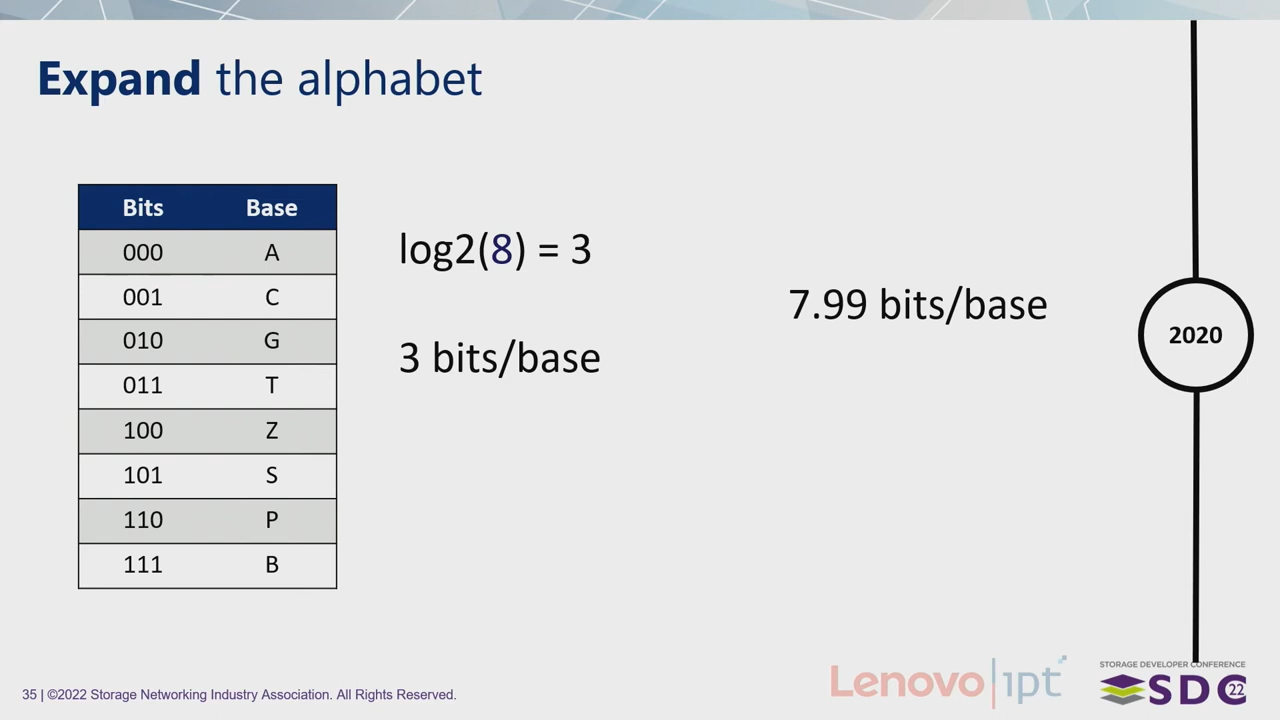 Expand the alphabet
Bits Base
000 A
001 C
010 G
011 T
100 Z
101 S
110 P
111 B
log2(8) = 3
3 bits/base
7.99 bits/base
2020
35 | ©2022 Storage Networking Industry Association. All Rights Reserved.
Lenovo | ipt
STORAGE DEVELOPER CONFERENCE
SDC 22